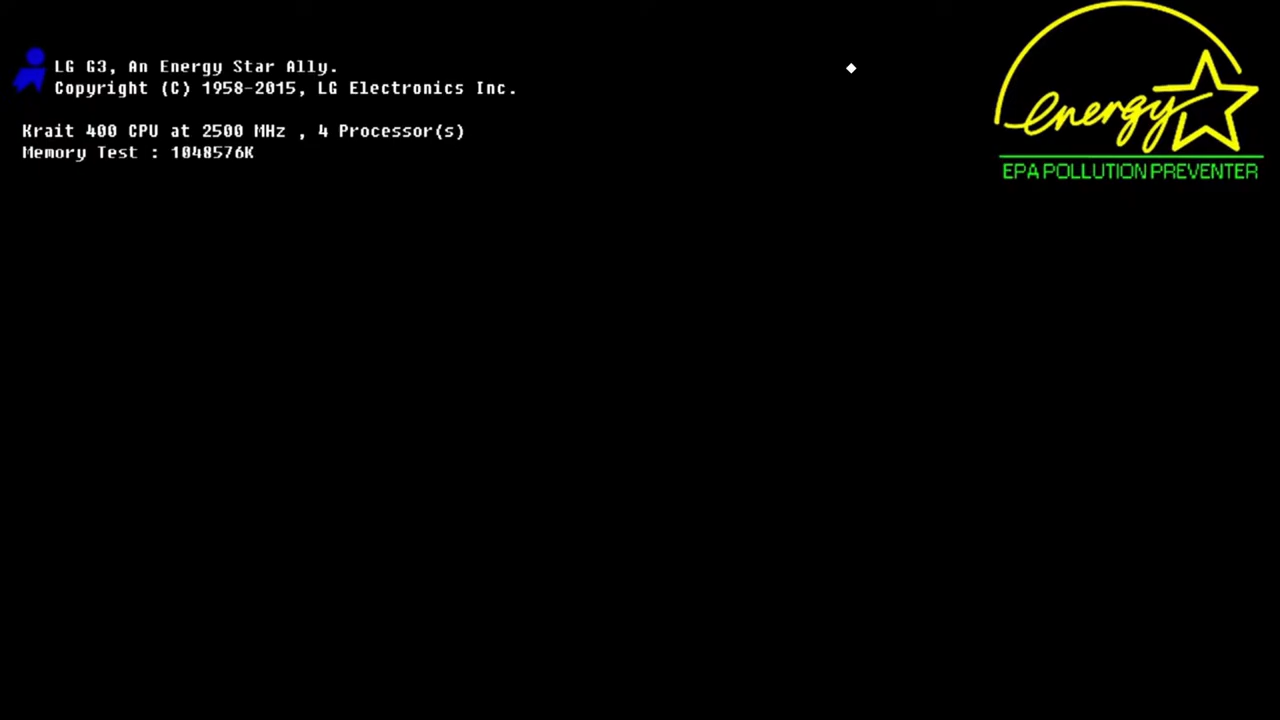 LG G3, An Energy Star Ally.
Copyright (C) 1958-2015, LG Electronics Inc.
Krait 400 CPU at 2500 MHz , 4 Processor(s)
Memory Test : 1048576K
energy
EPA POLLUTION PREVENTER